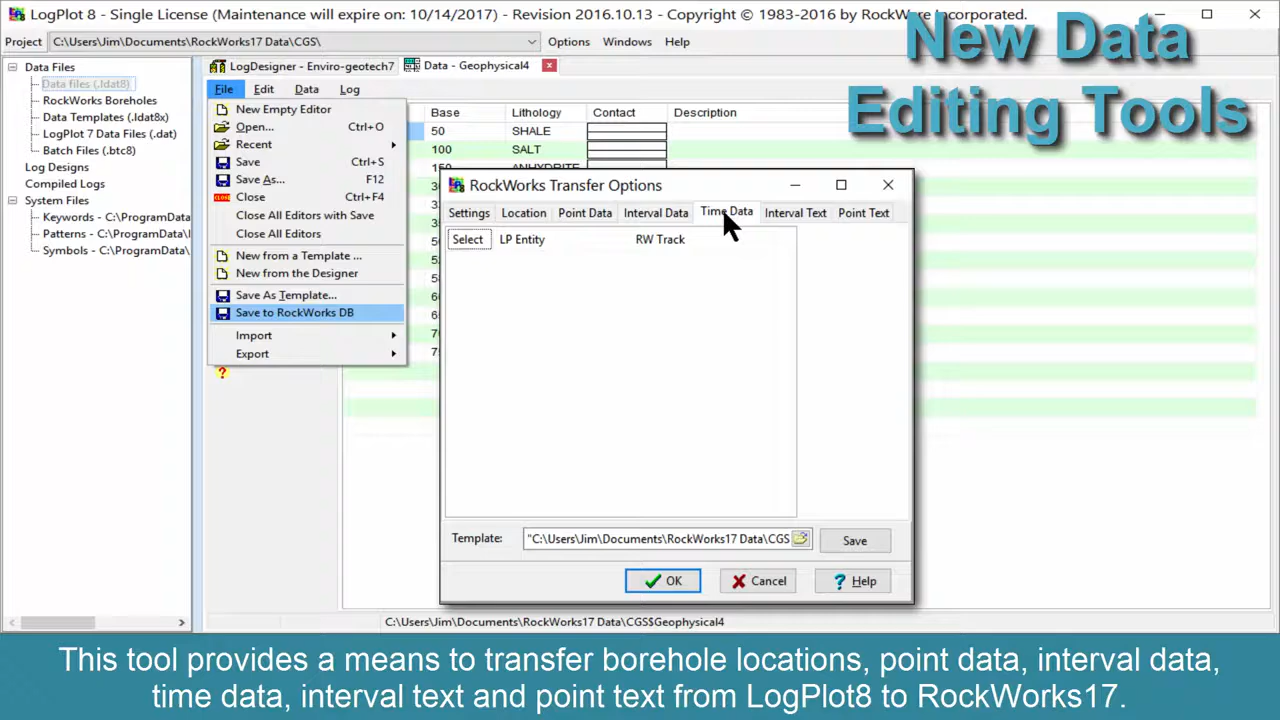 LogPlot 8 - Single License (Maintenance will expire on: 10/14/2017) - Revision 2016.10.13 - Copyright © 1983-2016 by RockWare Incorporated.
New Data
Editing Tools
Project C:\Users\Jim\Documents\RockWorks17 Data\CGS\ Options Windows Help
Data Files
Data files (.ldat8)
RockWorks Boreholes
Data Templates (.ldat8x)
LogPlot 7 Data Files (.dat)
Batch Files (.btc8)
Log Designs
Compiled Logs
System Files
Keywords - C:\ProgramData
Patterns - C:\ProgramData\
Symbols - C:\ProgramData\
LogDesigner - Enviro-geotech7 Data - Geophysical4
File Edit Data Log
New Empty Editor
Open... Ctrl+O
Recent
Save Ctrl+S
Save As... F12
Close Ctrl+F4
Close All Editors with Save
Close All Editors
New from a Template ...
New from the Designer
Save As Template...
Save to RockWorks DB
Import
Export
Base Lithology Contact Description
50 SHALE
100 SALT
ANHYDRITE
RockWorks Transfer Options
Settings Location Point Data Interval Data Time Data Interval Text Point Text
Select LP Entity RW Track
Template: "C:\Users\Jim\Documents\RockWorks17 Data\CGS Save
OK Cancel Help
C:\Users\Jim\Documents\RockWorks17 Data\CGS$Geophysical4
This tool provides a means to transfer borehole locations, point data, interval data,
time data, interval text and point text from LogPlot8 to RockWorks17.